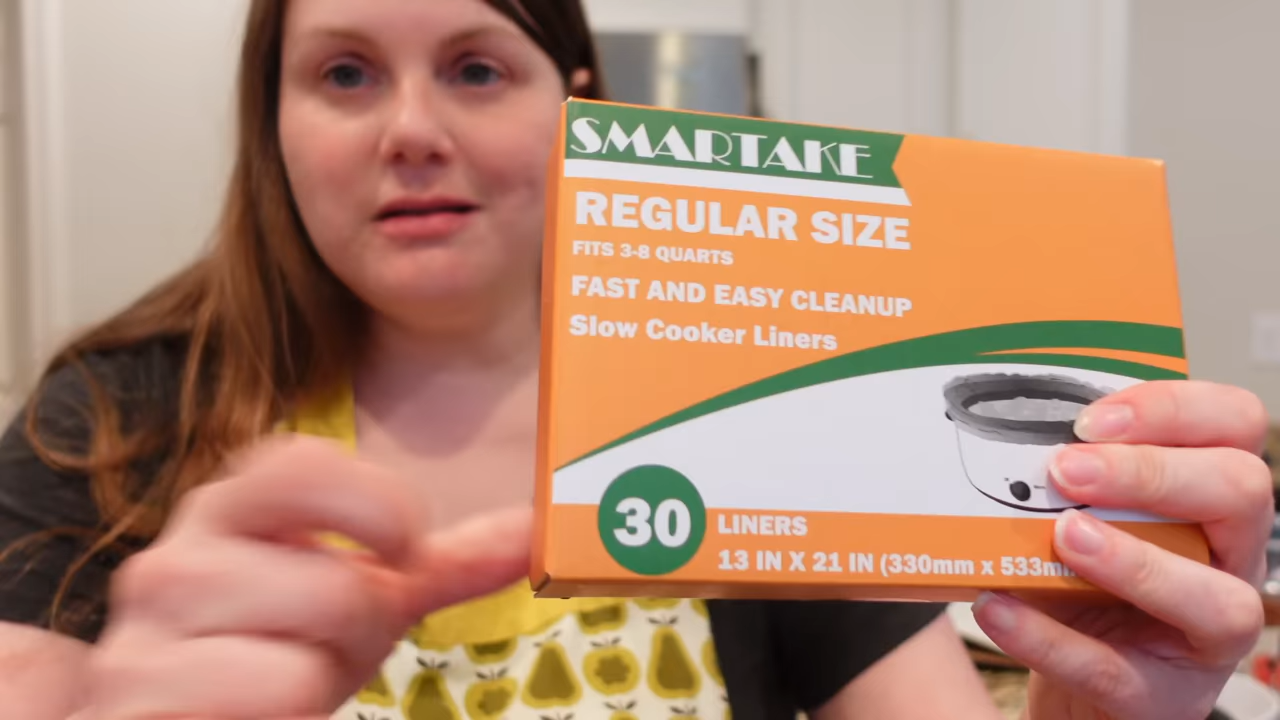 SMARTAKE
REGULAR SIZE
FITS 3-8 QUARTS
FAST AND EASY CLEANUP
Slow Cooker Liners
30
LINERS
13 IN X 21 IN (330mm x 533m